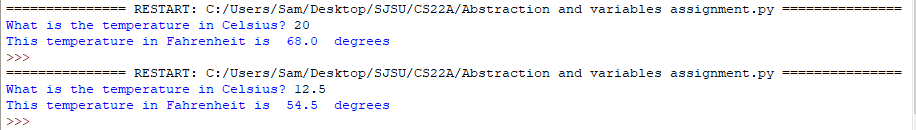 =============== RESTART: C:/Users/Sam/Desktop/SJSU/CS22A/Abstraction and variables assignment.py ===============
What is the temperature in Celsius? 20
This temperature in Fahrenheit is  68.0  degrees
>>>
=============== RESTART: C:/Users/Sam/Desktop/SJSU/CS22A/Abstraction and variables assignment.py ===============
What is the temperature in Celsius? 12.5
This temperature in Fahrenheit is  54.5  degrees
>>>